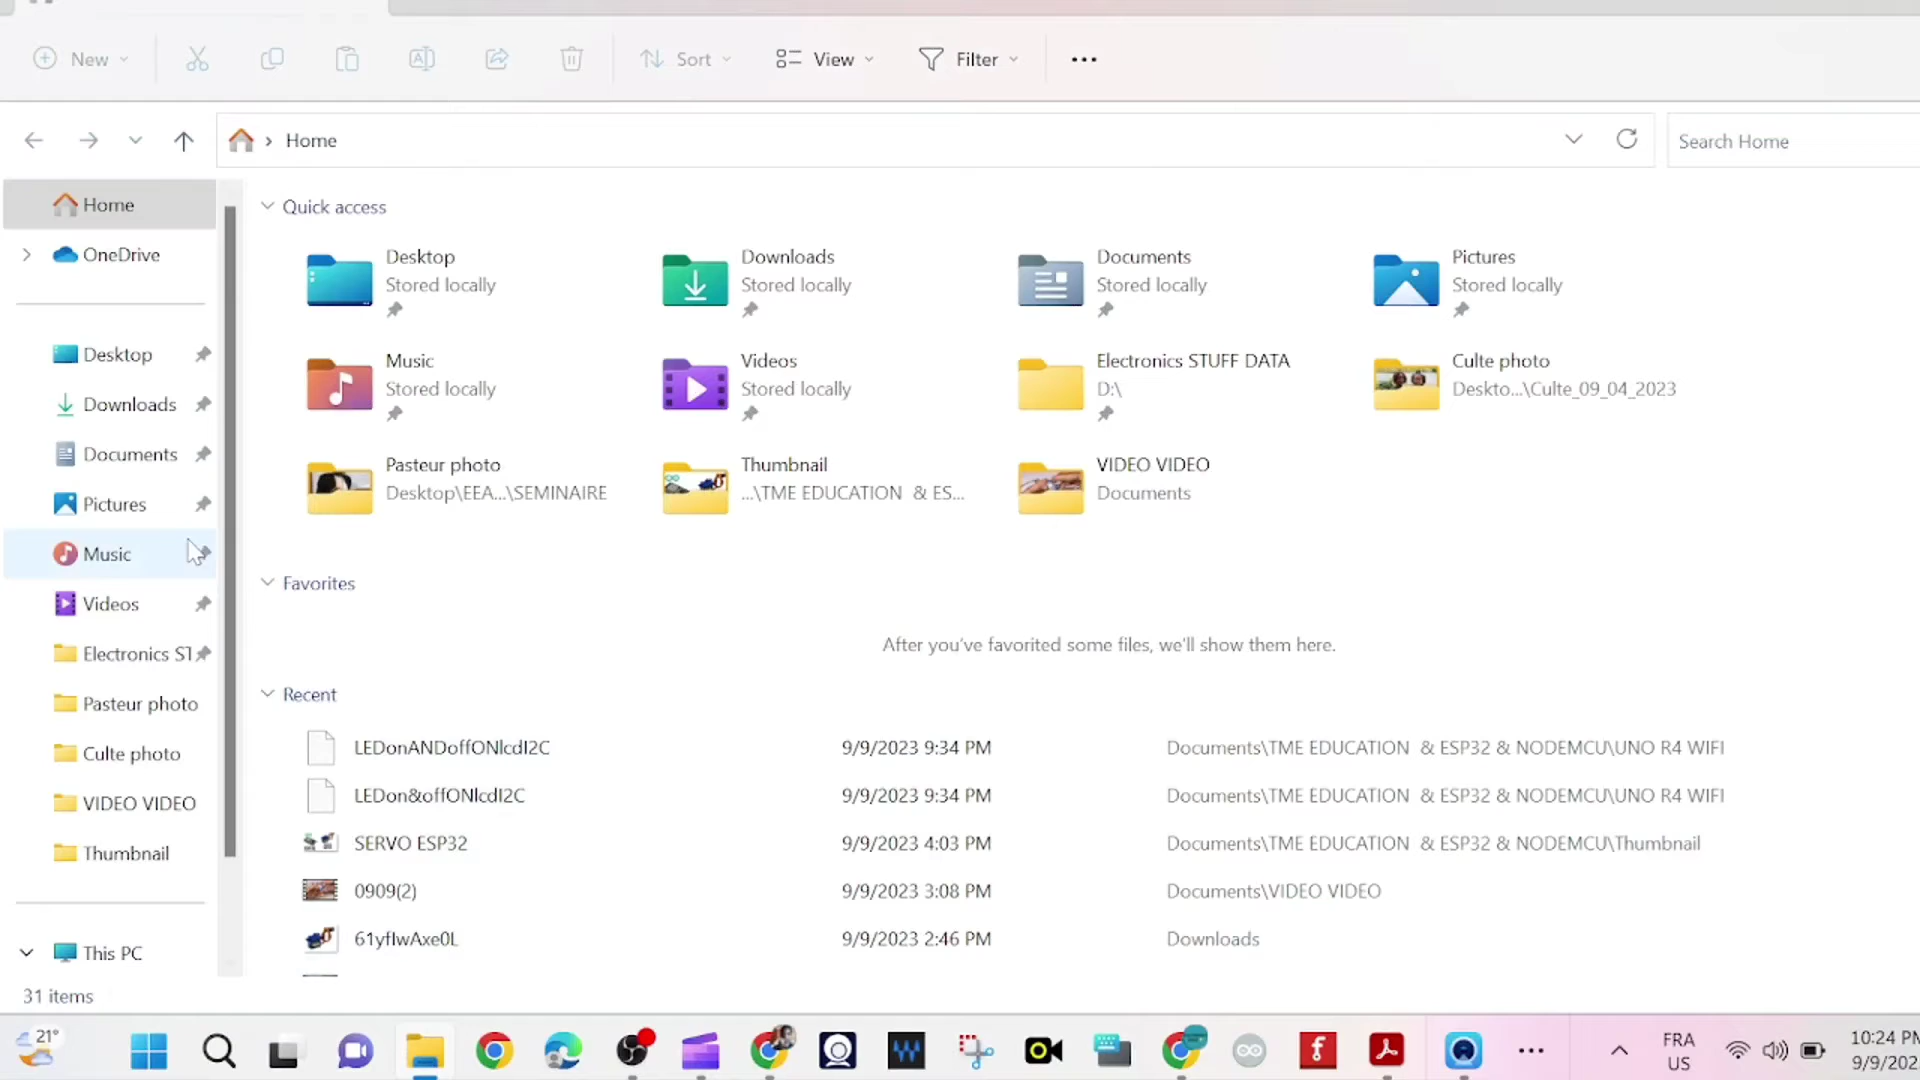 New
Sort
View
Filter
Home
Search Home
Home
OneDrive
Desktop
Downloads
Documents
Pictures
Music
Videos
Electronics ST
Pasteur photo
Culte photo
VIDEO VIDEO
Thumbnail
This PC
Quick access
Desktop
Stored locally
Downloads
Stored locally
Documents
Stored locally
Pictures
Stored locally
Music
Stored locally
Videos
Stored locally
Electronics STUFF DATA
D:\
Culte photo
Deskto...\Culte_09_04_2023
Pasteur photo
Desktop\EEA...\SEMINAIRE
Thumbnail
...\TME EDUCATION & ES...
VIDEO VIDEO
Documents
Favorites
After you've favorited some files, we'll show them here.
Recent
LEDonANDoffONlcdI2C 9/9/2023 9:34 PM Documents\TME EDUCATION & ESP32 & NODEMCU\UNO R4 WIFI
LEDon&offONlcdI2C 9/9/2023 9:34 PM Documents\TME EDUCATION & ESP32 & NODEMCU\UNO R4 WIFI
SERVO ESP32 9/9/2023 4:03 PM Documents\TME EDUCATION & ESP32 & NODEMCU\Thumbnail
0909(2) 9/9/2023 3:08 PM Documents\VIDEO VIDEO
61yflwAxe0L 9/9/2023 2:46 PM Downloads
31 items
21°
FRA
US
10:24 PM
9/9/202